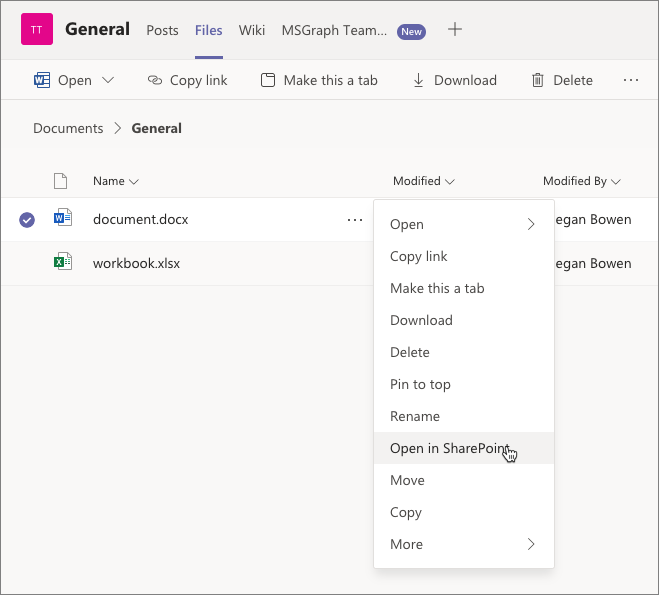 TT General Posts Files Wiki MSGraph Team... New
Open Copy link Make this a tab Download Delete
Documents General
Name Modified Modified By
document.docx egan Bowen
workbook.xlsx egan Bowen
Open
Copy link
Make this a tab
Download
Delete
Pin to top
Rename
Open in SharePoint
Move
Copy
More